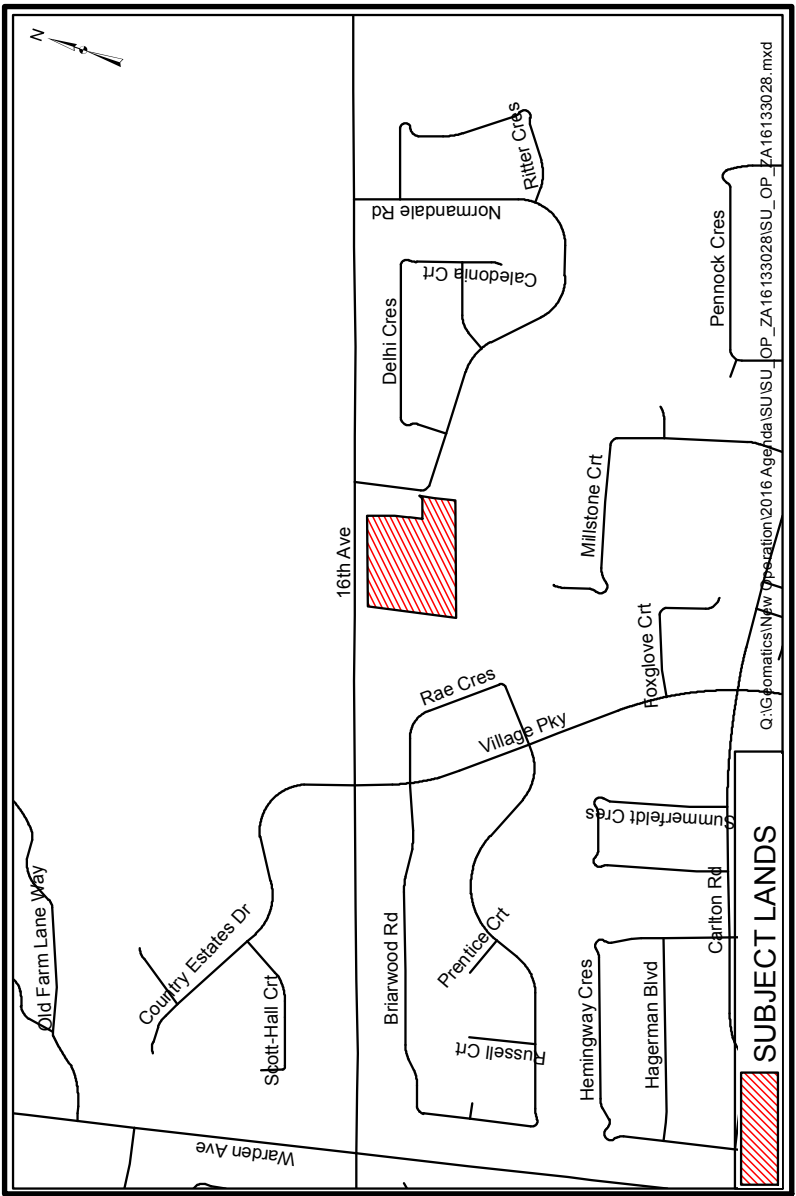 N
Old Farm Lane Way
Country Estates Dr
Scott-Hall Crt
Warden Ave
16th Ave
Normandale Rd
Ritter Cres
Caledonia Crt
Delhi Cres
Pennock Cres
Millstone Crt
Foxglove Crt
Rae Cres
Village Pky
Briarwood Rd
Prentice Crt
Russell Crt
Summerfeldt Cres
Carlton Rd
Hemingway Cres
Hagerman Blvd
SUBJECT LANDS
Q:\Geomatics\New Operation\2016 Agenda\SU\SU_OP_ZA16133028\SU_OP_ZA16133028.mxd